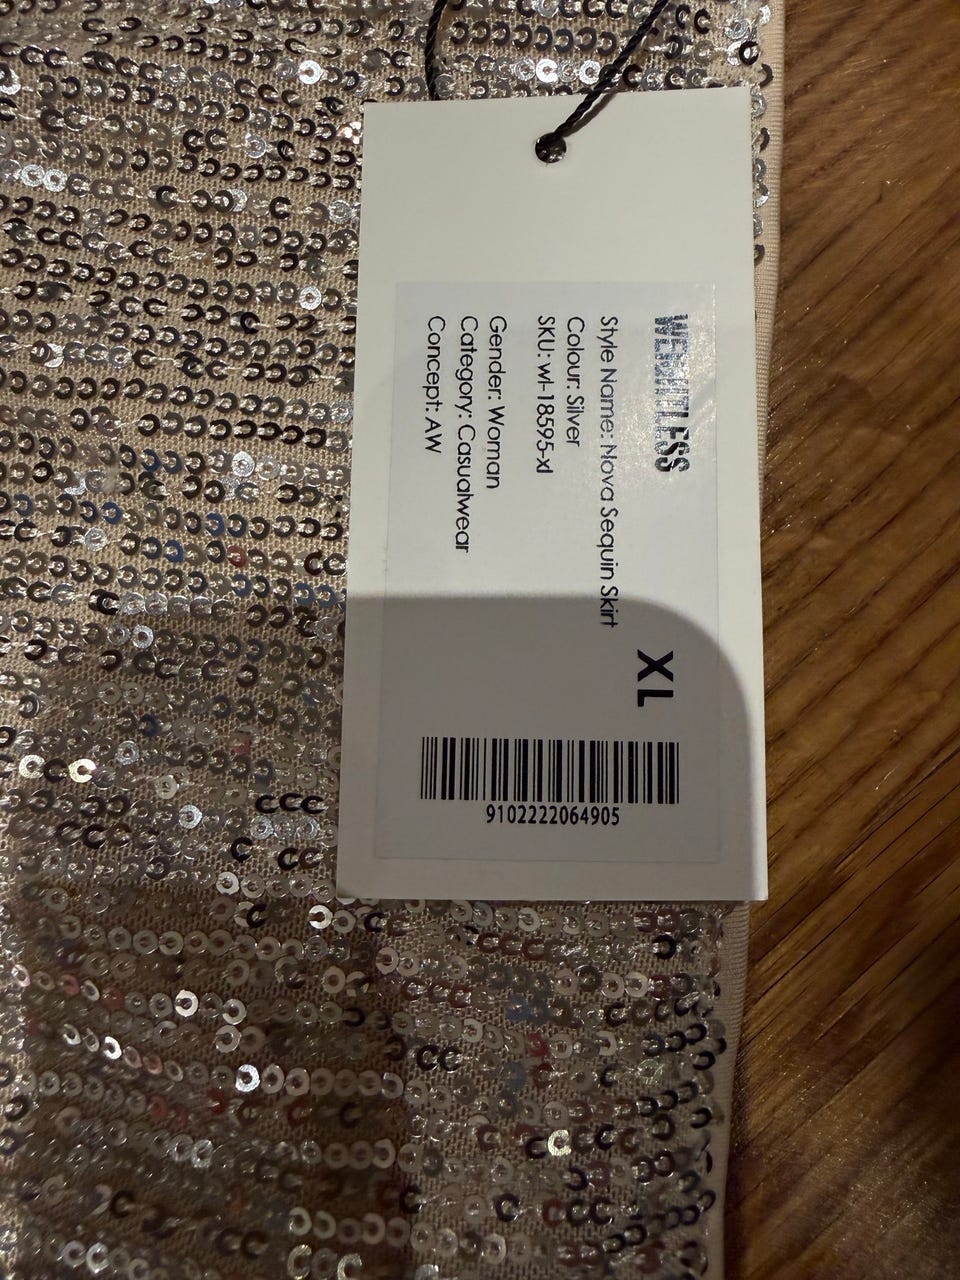 WEIGHTLESS
Style Name: Nova Sequin Skirt
Colour: Silver
SKU: wl-18595-xl
Gender: Woman
Category: Casualwear
Concept: AW
XL
9102222064905